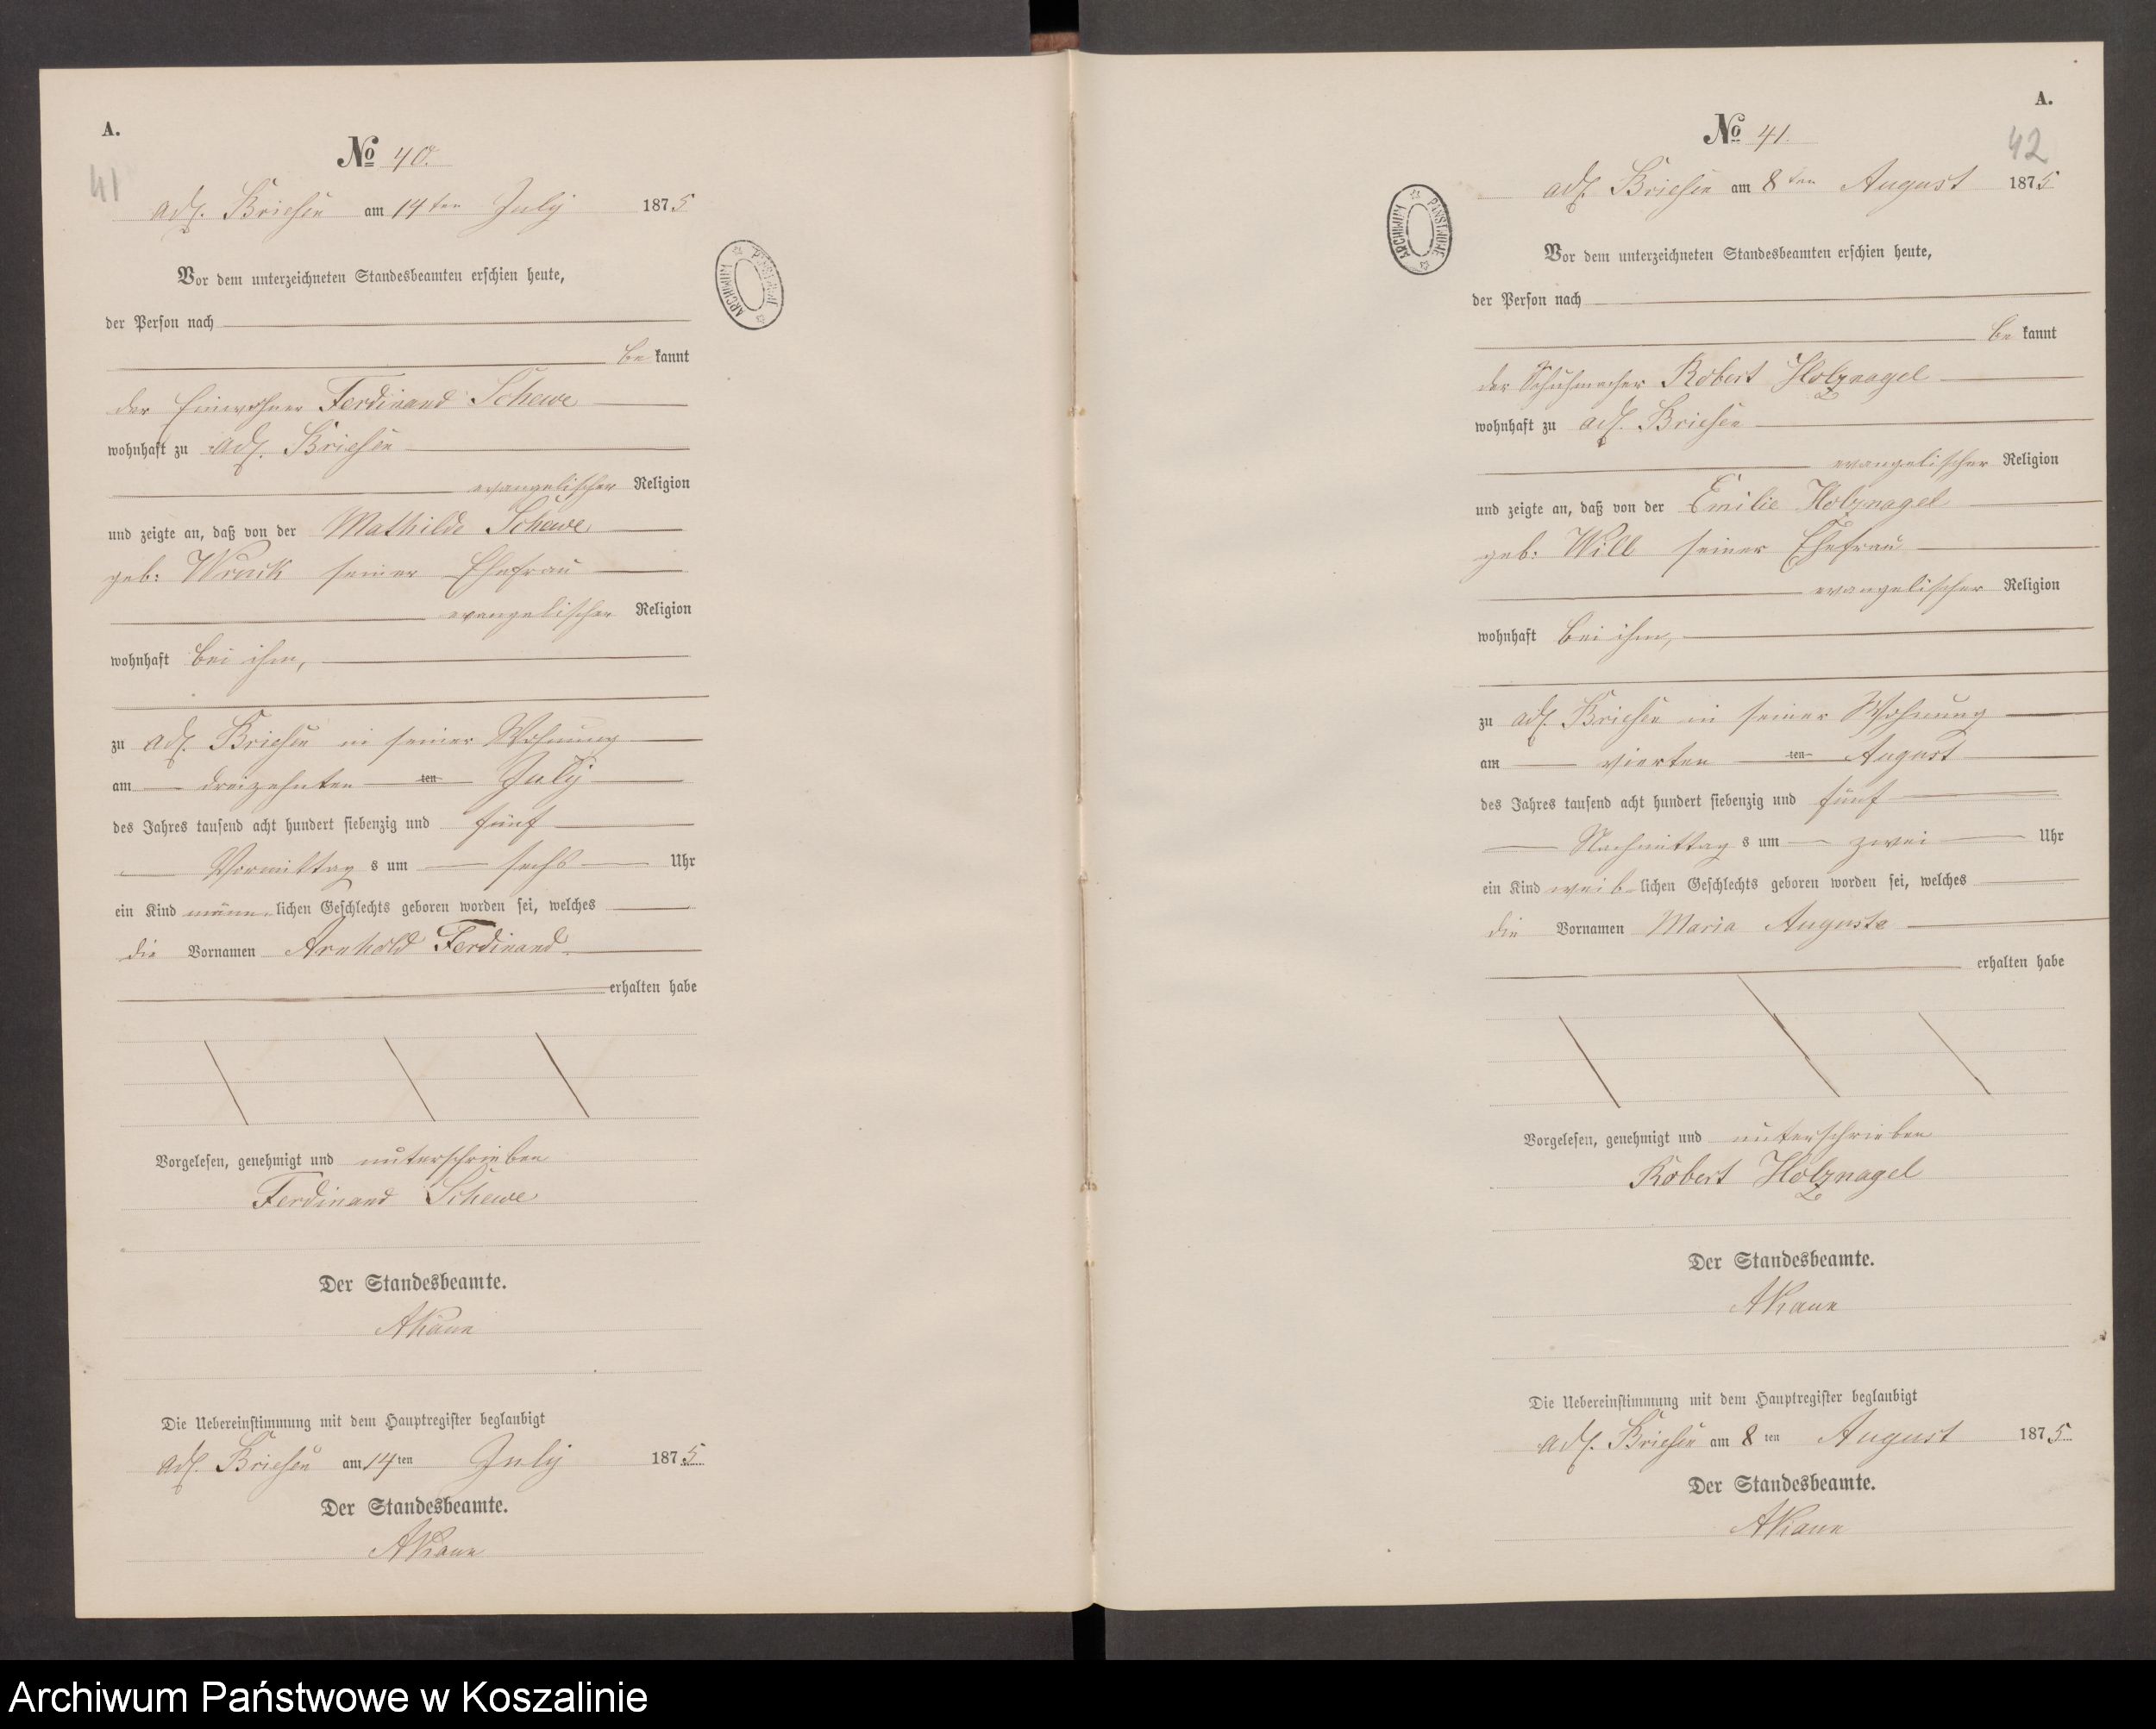 A.
41
№ 40.
Adl. Briesen am 14ten July 1875
Vor dem unterzeichneten Standesbeamten erschien heute,
der Person nach
bekannt
der Einwohner Ferdinand Schewe
wohnhaft zu Adl. Briesen
evangelischer Religion
und zeigte an, daß von der Mathilde Schewe
geb: Wruck seiner Ehefrau
evangelischer Religion
wohnhaft bei ihm,
zu Adl. Briesen in seiner Wohnung
am dreizehnten ten July
des Jahres tausend acht hundert siebenzig und fünf
Vormittags um sechs Uhr
ein Kind männlichen Geschlechts geboren worden sei, welches
die Vornamen Arnhold Ferdinand
erhalten habe
Vorgelesen, genehmigt und unterschrieben
Ferdinand Schewe
Der Standesbeamte.
Die Uebereinstimmung mit dem Hauptregister beglaubigt
Adl. Briesen am 14ten July 1875
Der Standesbeamte.
ARCHIWUM PAŃSTWOWE
A.
42
№ 41.
Adl. Briesen am 8ten August 1875
Vor dem unterzeichneten Standesbeamten erschien heute,
der Person nach
bekannt
der Schuhmacher Robert Holznagel
wohnhaft zu Adl. Briesen
evangelischer Religion
und zeigte an, daß von der Emilie Holznagel
geb: Will seiner Ehefrau
evangelischer Religion
wohnhaft bei ihm,
zu Adl. Briesen in seiner Wohnung
am vierten ten August
des Jahres tausend acht hundert siebenzig und fünf
Nachmittags um zwei Uhr
ein Kind weiblichen Geschlechts geboren worden sei, welches
die Vornamen Maria Auguste
erhalten habe
Vorgelesen, genehmigt und unterschrieben
Robert Holznagel
Der Standesbeamte.
Die Uebereinstimmung mit dem Hauptregister beglaubigt
Adl. Briesen am 8ten August 1875
Der Standesbeamte.
ARCHIWUM PAŃSTWOWE
Archiwum Państwowe w Koszalinie